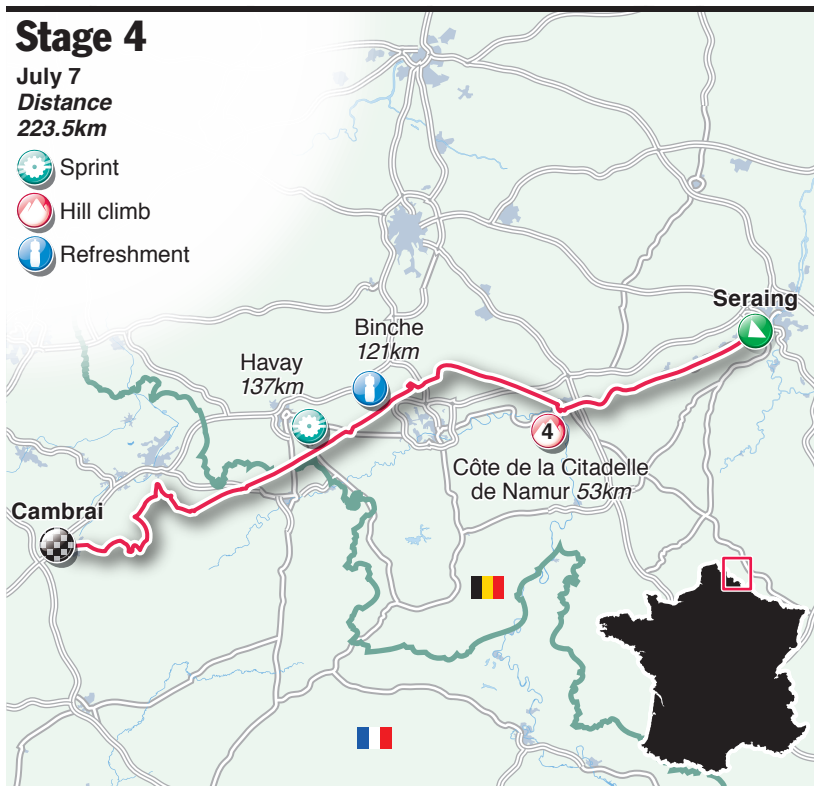 Stage 4
July 7
Distance
223.5km
Sprint
Hill climb
Refreshment
Seraing
Binche
121km
Havay
137km
4
Côte de la Citadelle
de Namur 53km
Cambrai